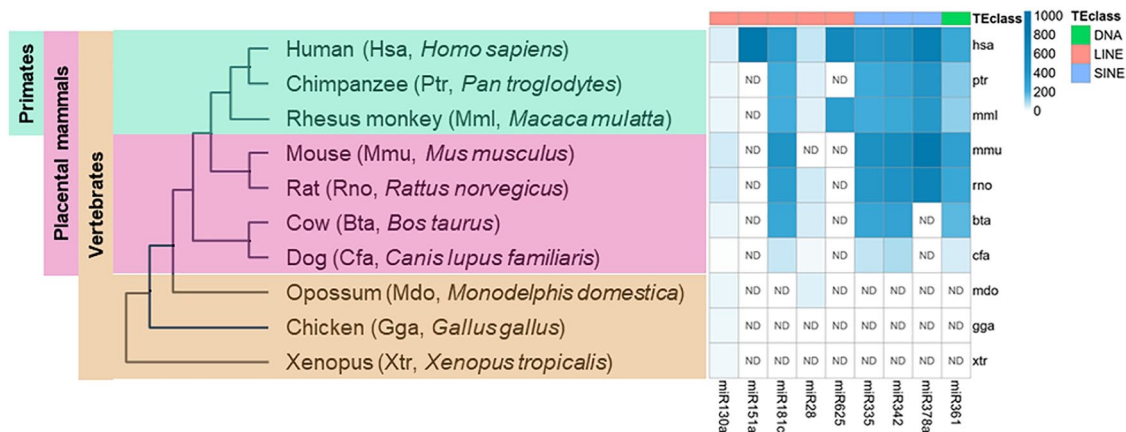 Primates
Placental mammals
Vertebrates
Human (Hsa, Homo sapiens)
Chimpanzee (Ptr, Pan troglodytes)
Rhesus monkey (Mml, Macaca mulatta)
Mouse (Mmu, Mus musculus)
Rat (Rno, Rattus norvegicus)
Cow (Bta, Bos taurus)
Dog (Cfa, Canis lupus familiaris)
Opossum (Mdo, Monodelphis domestica)
Chicken (Gga, Gallus gallus)
Xenopus (Xtr, Xenopus tropicalis)
TEclass
hsa
ND ND ptr
ND mml
ND ND ND mmu
ND ND rno
ND ND ND bta
ND ND ND cfa
ND ND ND ND ND ND ND mdo
ND ND ND ND ND ND ND ND gga
ND ND ND ND ND ND ND ND xtr
miR130a miR151a miR181c miR28 miR625 miR335 miR342 miR378a miR361
1000
800
600
400
200
0
TEclass
DNA
LINE
SINE